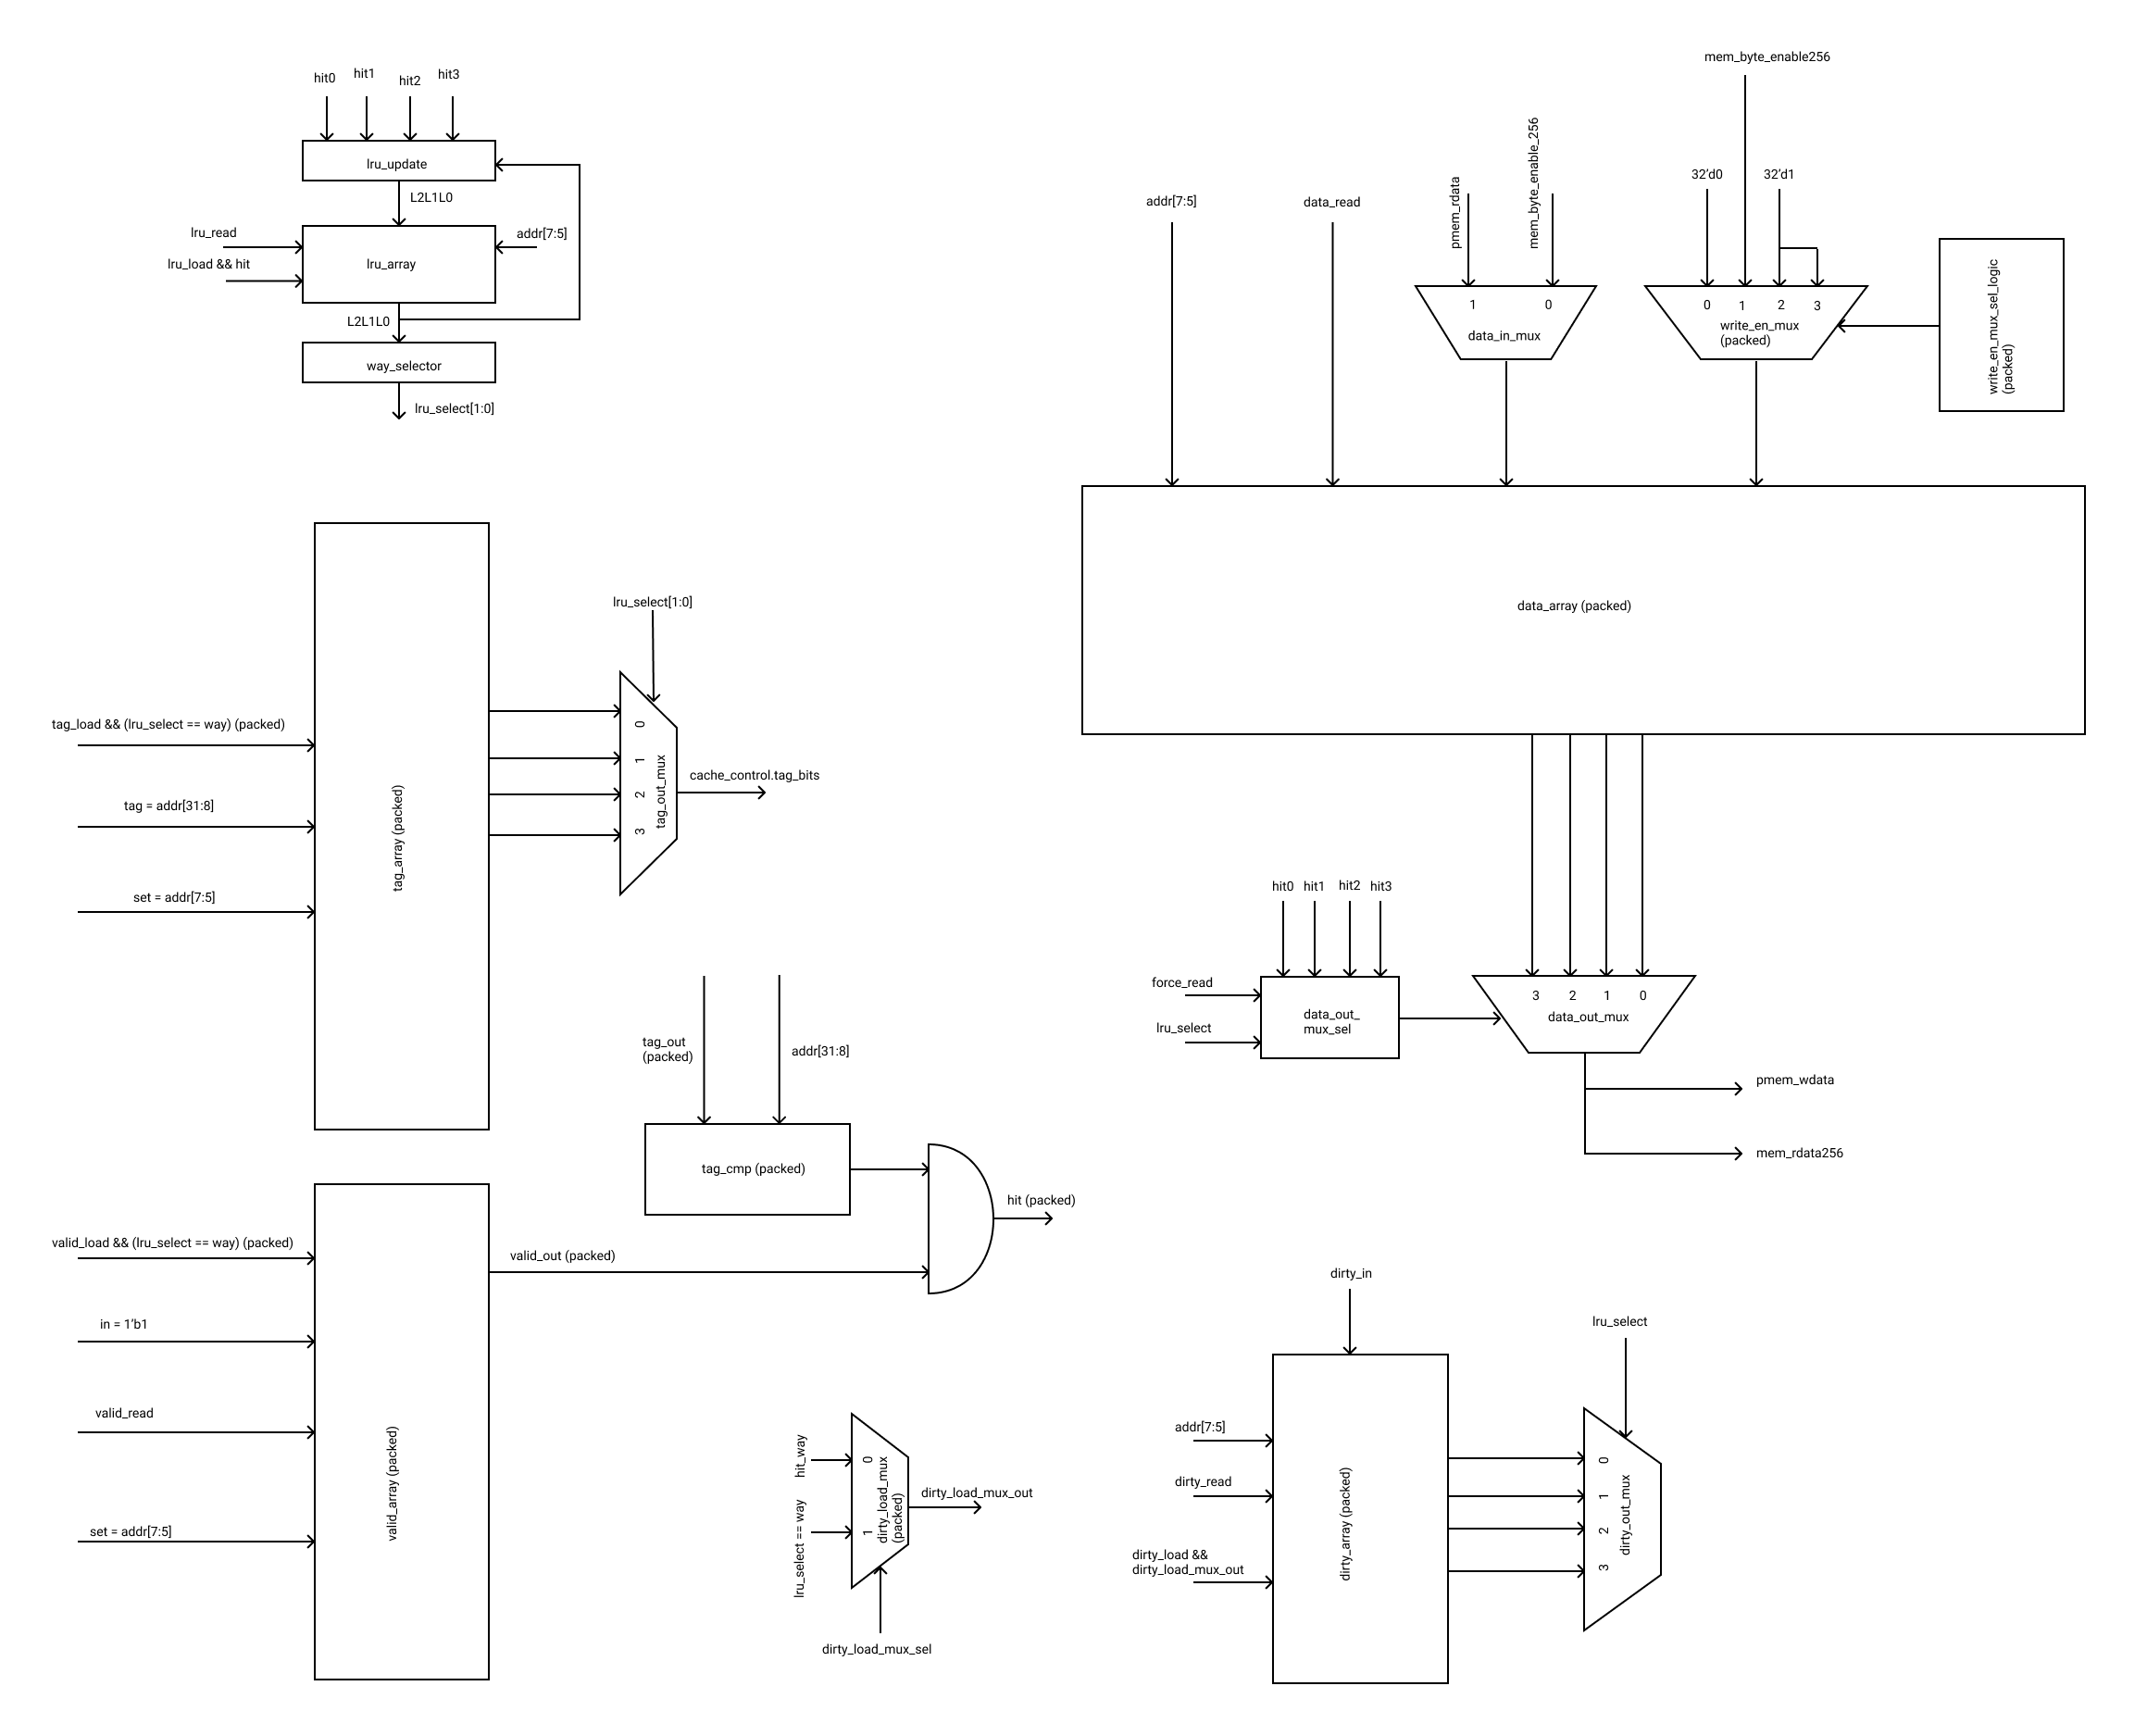 hit0
hit1
hit2
hit3
lru_update
L2L1L0
lru_read
addr[7:5]
lru_load && hit
lru_array
L2L1L0
way_selector
lru_select[1:0]
mem_byte_enable256
pmem_rdata
mem_byte_enable_256
32'd0
32'd1
addr[7:5]
data_read
1
0
data_in_mux
0
1
2
3
write_en_mux
(packed)
write_en_mux_sel_logic
(packed)
data_array (packed)
lru_select[1:0]
tag_load && (lru_select == way) (packed)
tag = addr[31:8]
set = addr[7:5]
tag_array (packed)
0
1
2
3
tag_out_mux
cache_control.tag_bits
hit0
hit1
hit2
hit3
force_read
lru_select
data_out_
mux_sel
3
2
1
0
data_out_mux
pmem_wdata
mem_rdata256
tag_out
(packed)
addr[31:8]
tag_cmp (packed)
hit (packed)
valid_load && (lru_select == way) (packed)
in = 1'b1
valid_read
set = addr[7:5]
valid_array (packed)
valid_out (packed)
hit_way
lru_select == way
0
1
dirty_load_mux
(packed)
dirty_load_mux_out
dirty_load_mux_sel
dirty_in
addr[7:5]
dirty_read
dirty_load &&
dirty_load_mux_out
dirty_array (packed)
lru_select
0
1
2
3
dirty_out_mux